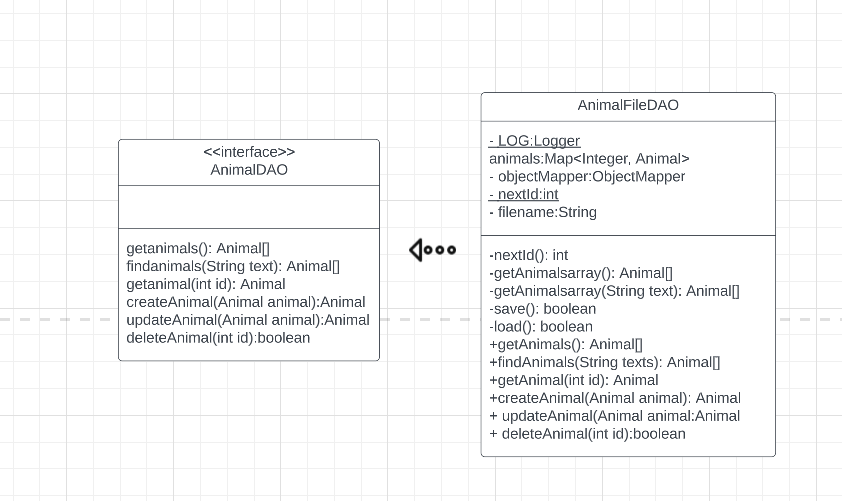 <<interface>>
AnimalDAO
getanimals(): Animal[]
findanimals(String text): Animal[]
getanimal(int id): Animal
createAnimal(Animal animal):Animal
updateAnimal(Animal animal):Animal
deleteAnimal(int id):boolean
AnimalFileDAO
- LOG:Logger
animals:Map<Integer, Animal>
- objectMapper:ObjectMapper
- nextId:int
- filename:String
-nextId(): int
-getAnimalsarray(): Animal[]
-getAnimalsarray(String text): Animal[]
-save(): boolean
-load(): boolean
+getAnimals(): Animal[]
+findAnimals(String texts): Animal[]
+getAnimal(int id): Animal
+createAnimal(Animal animal): Animal
+ updateAnimal(Animal animal:Animal
+ deleteAnimal(int id):boolean